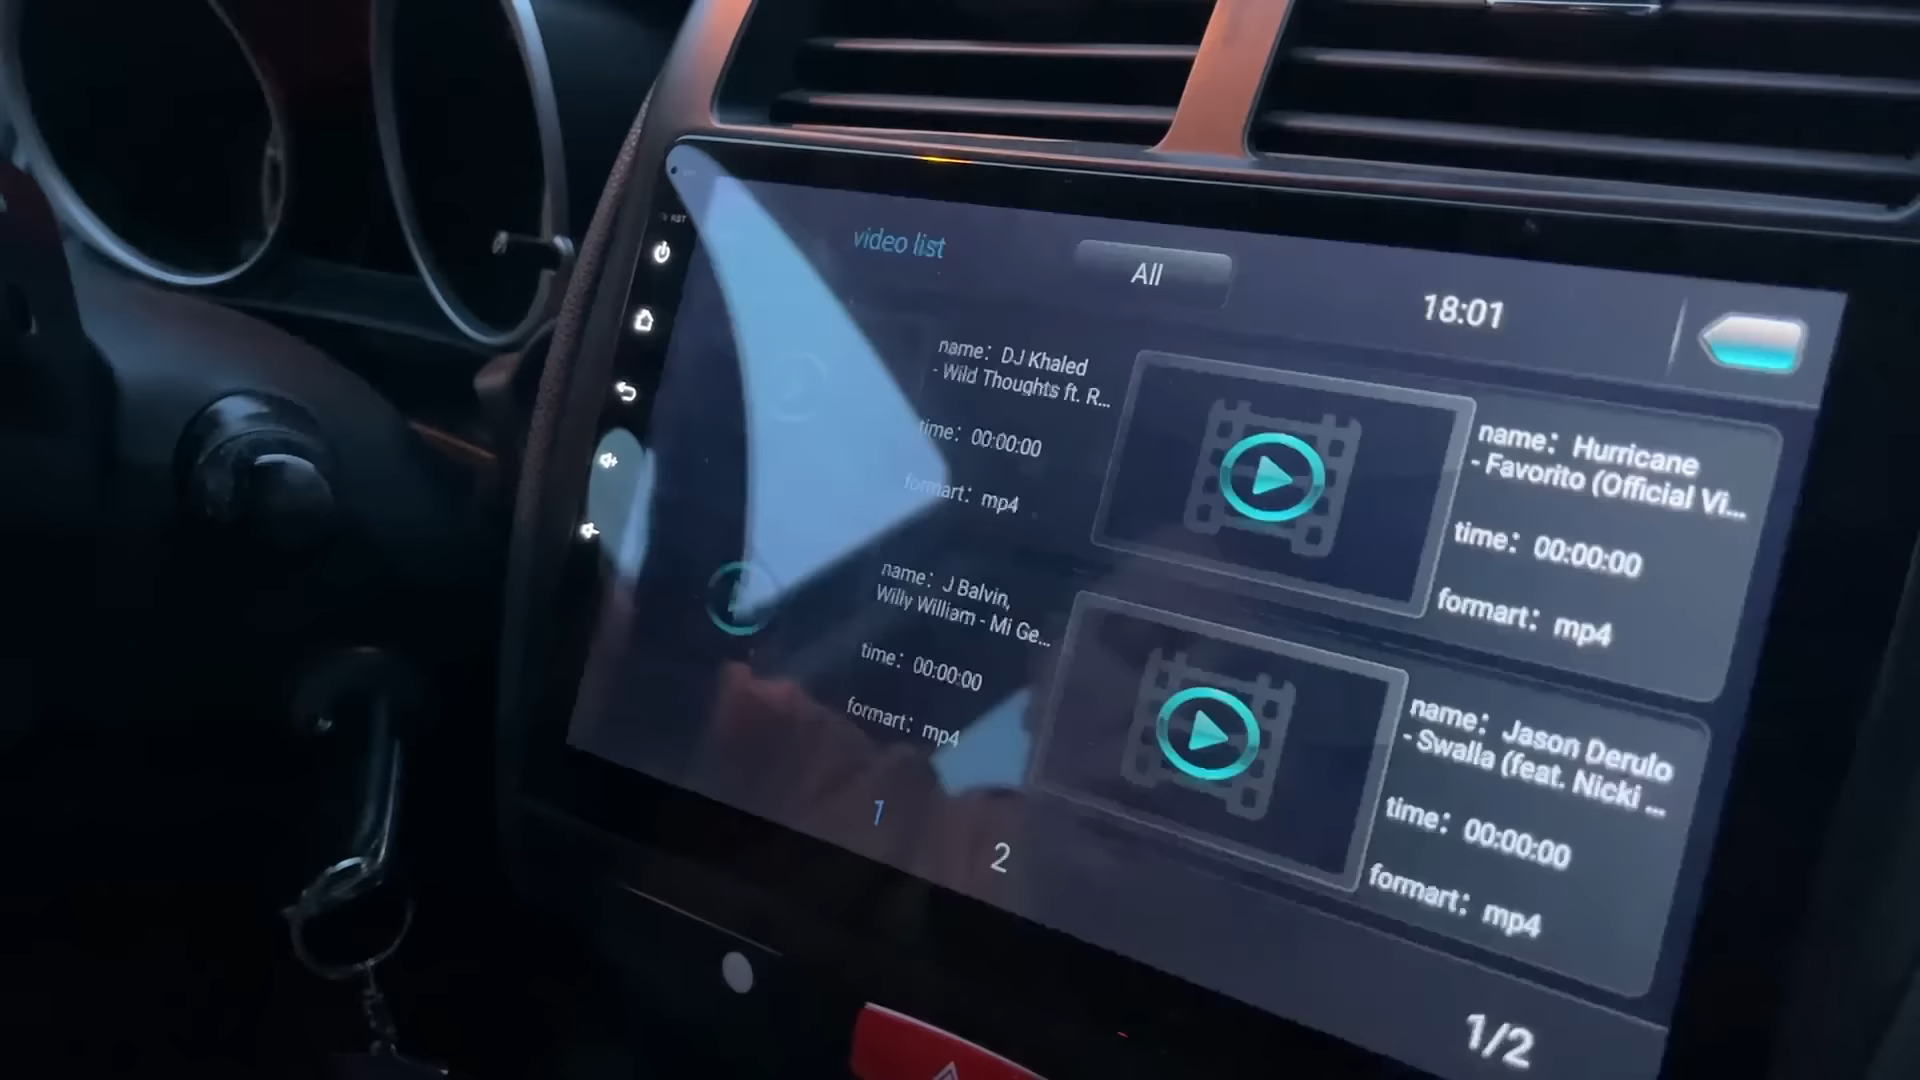 RST
video list
All
18:01
name: DJ Khaled
- Wild Thoughts ft. R...
time: 00:00:00
formart: mp4
name: Hurricane
- Favorito (Official Vi...
time: 00:00:00
formart: mp4
name: J Balvin,
Willy William - Mi Ge...
time: 00:00:00
formart: mp4
name: Jason Derulo
- Swalla (feat. Nicki ...
time: 00:00:00
formart: mp4
1
2
1/2